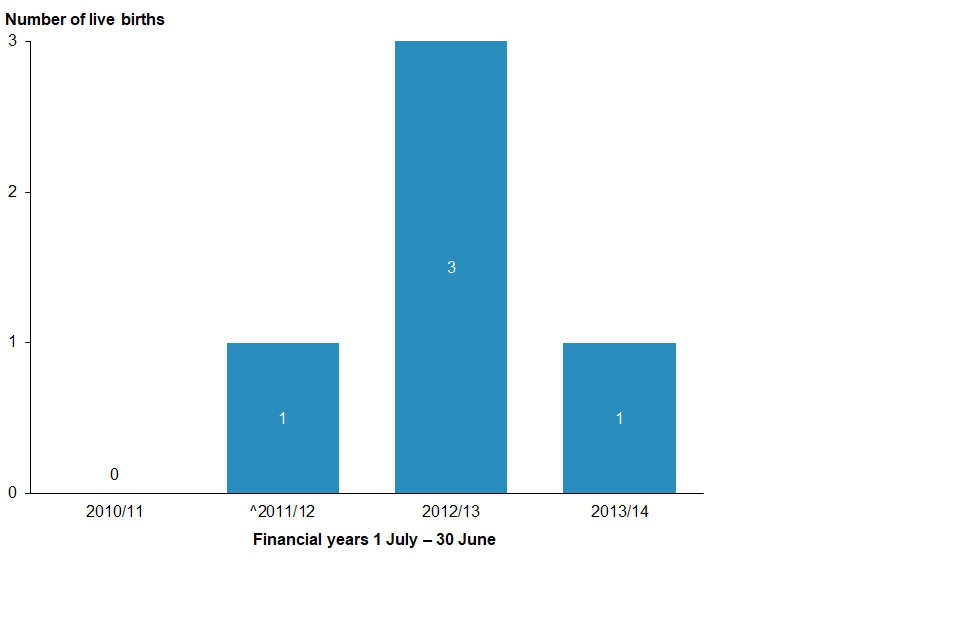 Number of live births
3
2
3
1
1
1
0
0
2010/11 ^2011/12 2012/13 2013/14
Financial years 1 July – 30 June